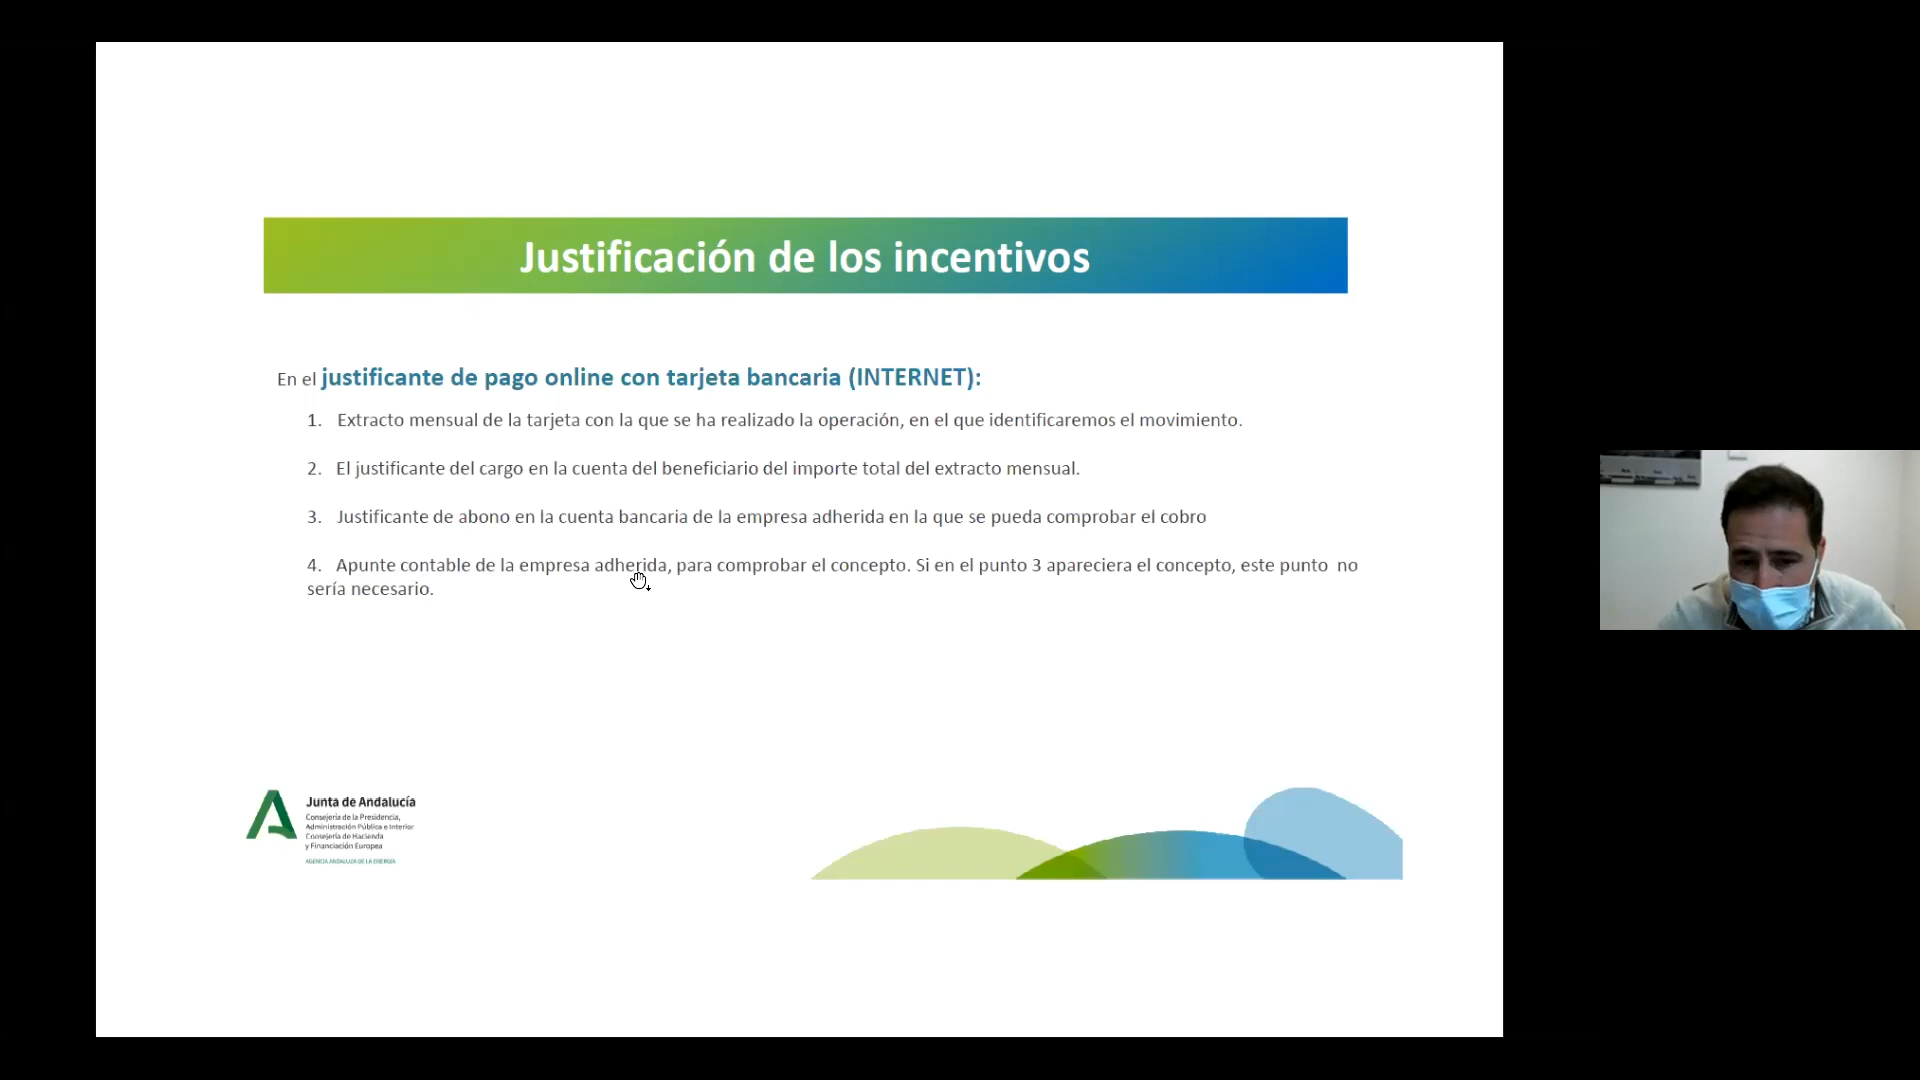 Justificación de los incentivos
En el justificante de pago online con tarjeta bancaria (INTERNET):
1. Extracto mensual de la tarjeta con la que se ha realizado la operación, en el que identificaremos el movimiento.
2. El justificante del cargo en la cuenta del beneficiario del importe total del extracto mensual.
3. Justificante de abono en la cuenta bancaria de la empresa adherida en la que se pueda comprobar el cobro
4. Apunte contable de la empresa adherida, para comprobar el concepto. Si en el punto 3 apareciera el concepto, este punto no
sería necesario.
Junta de Andalucía
Consejería de la Presidencia,
Administración Pública e Interior
Consejería de Hacienda
y Financiación Europea
AGENCIA ANDALUZA DE LA ENERGÍA